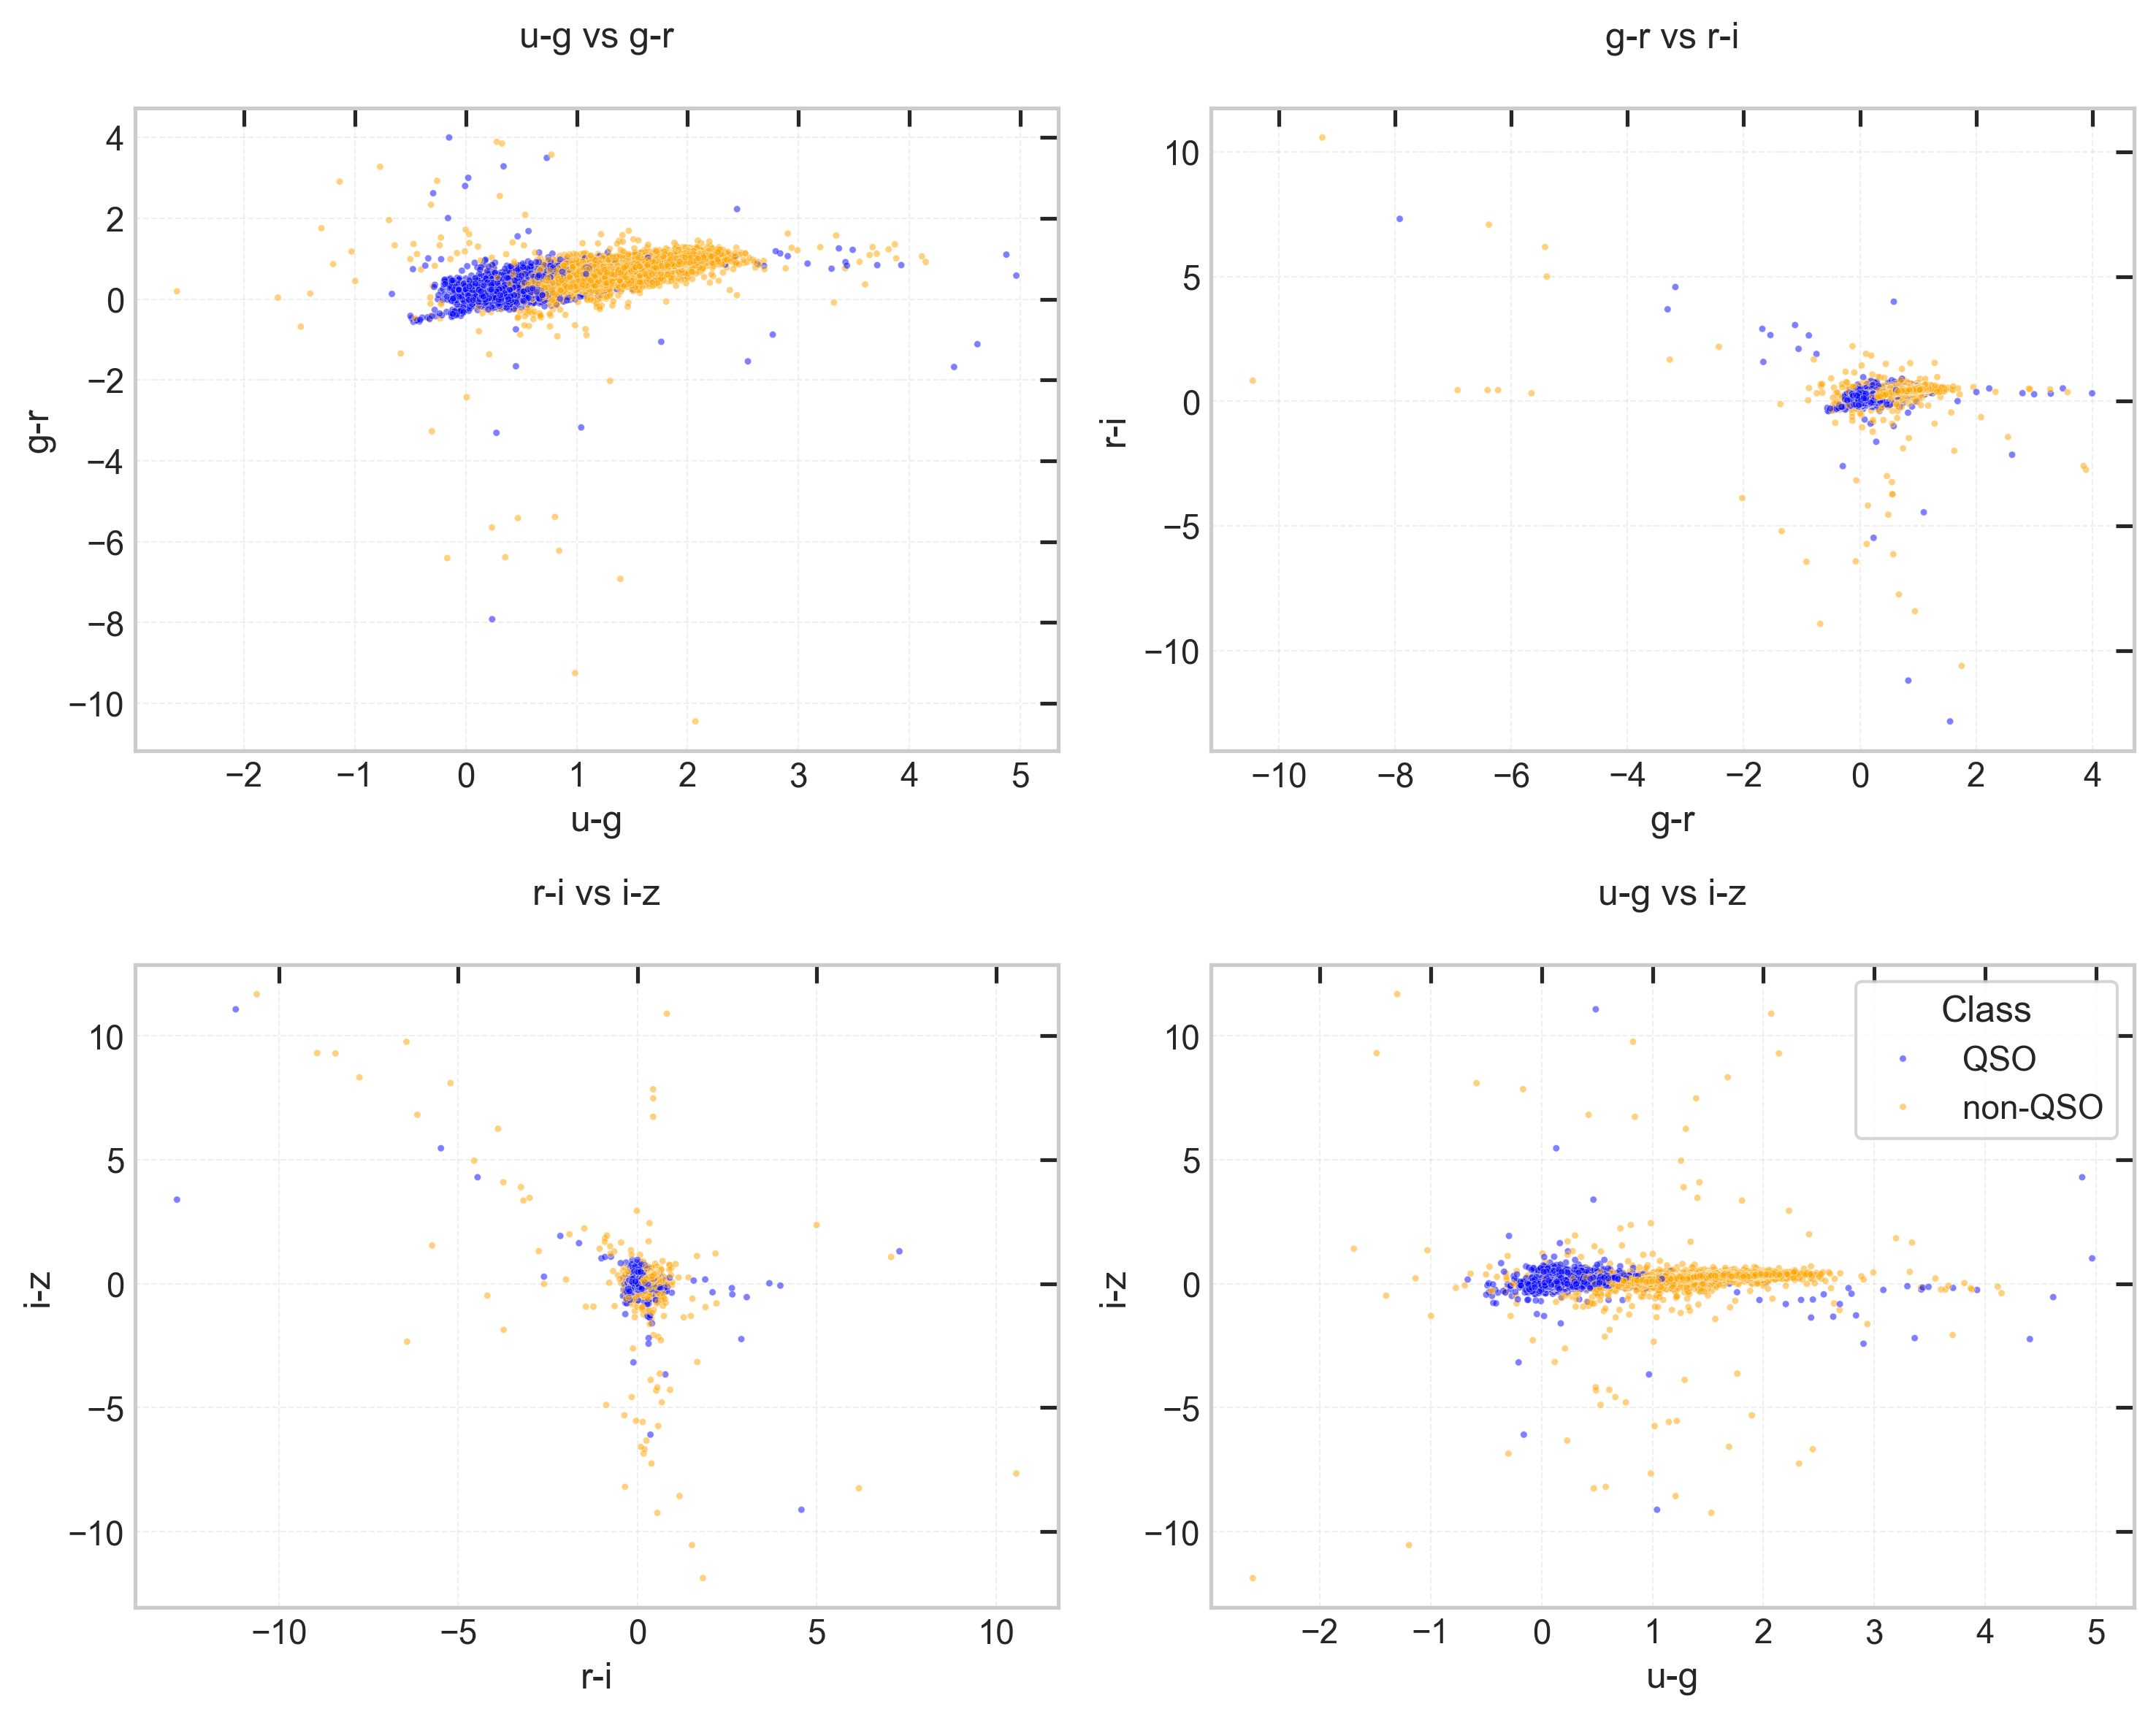 u-g vs g-r
4
2
0
−2
−4
−6
−8
−10
g-r
−2 −1 0 1 2 3 4 5
u-g
g-r vs r-i
10
5
0
−5
−10
r-i
−10 −8 −6 −4 −2 0 2 4
g-r
r-i vs i-z
10
5
0
−5
−10
i-z
−10 −5 0 5 10
r-i
u-g vs i-z
Class
QSO
non-QSO
10
5
0
−5
−10
i-z
−2 −1 0 1 2 3 4 5
u-g